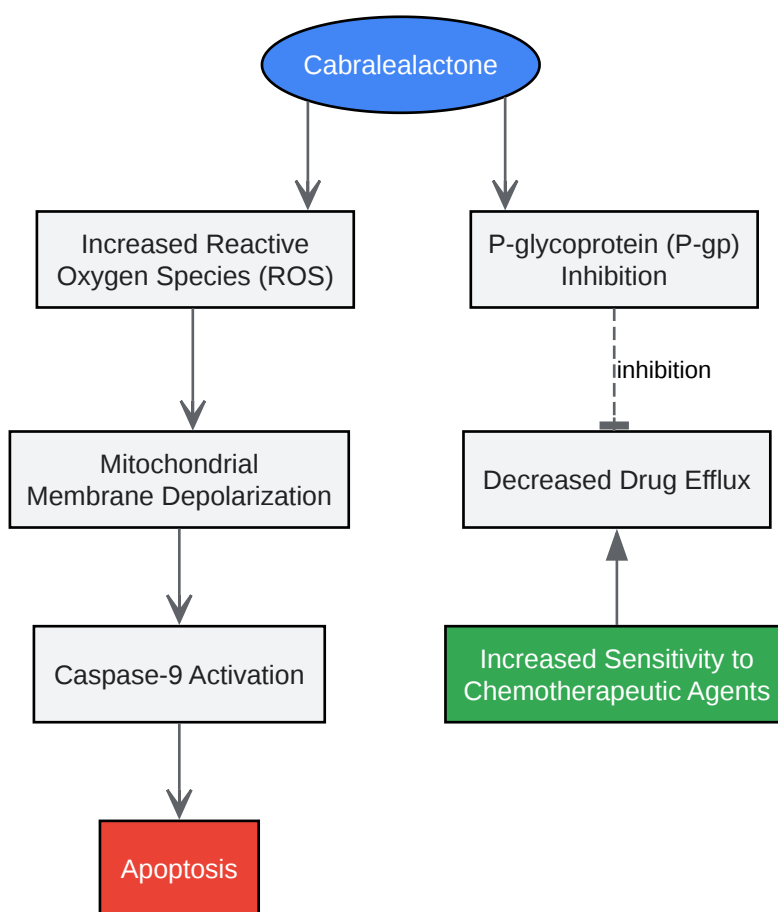 Cabralealactone
Increased Reactive
Oxygen Species (ROS)
P-glycoprotein (P-gp)
Inhibition
inhibition
Mitochondrial
Membrane Depolarization
Decreased Drug Efflux
Caspase-9 Activation
Increased Sensitivity to
Chemotherapeutic Agents
Apoptosis